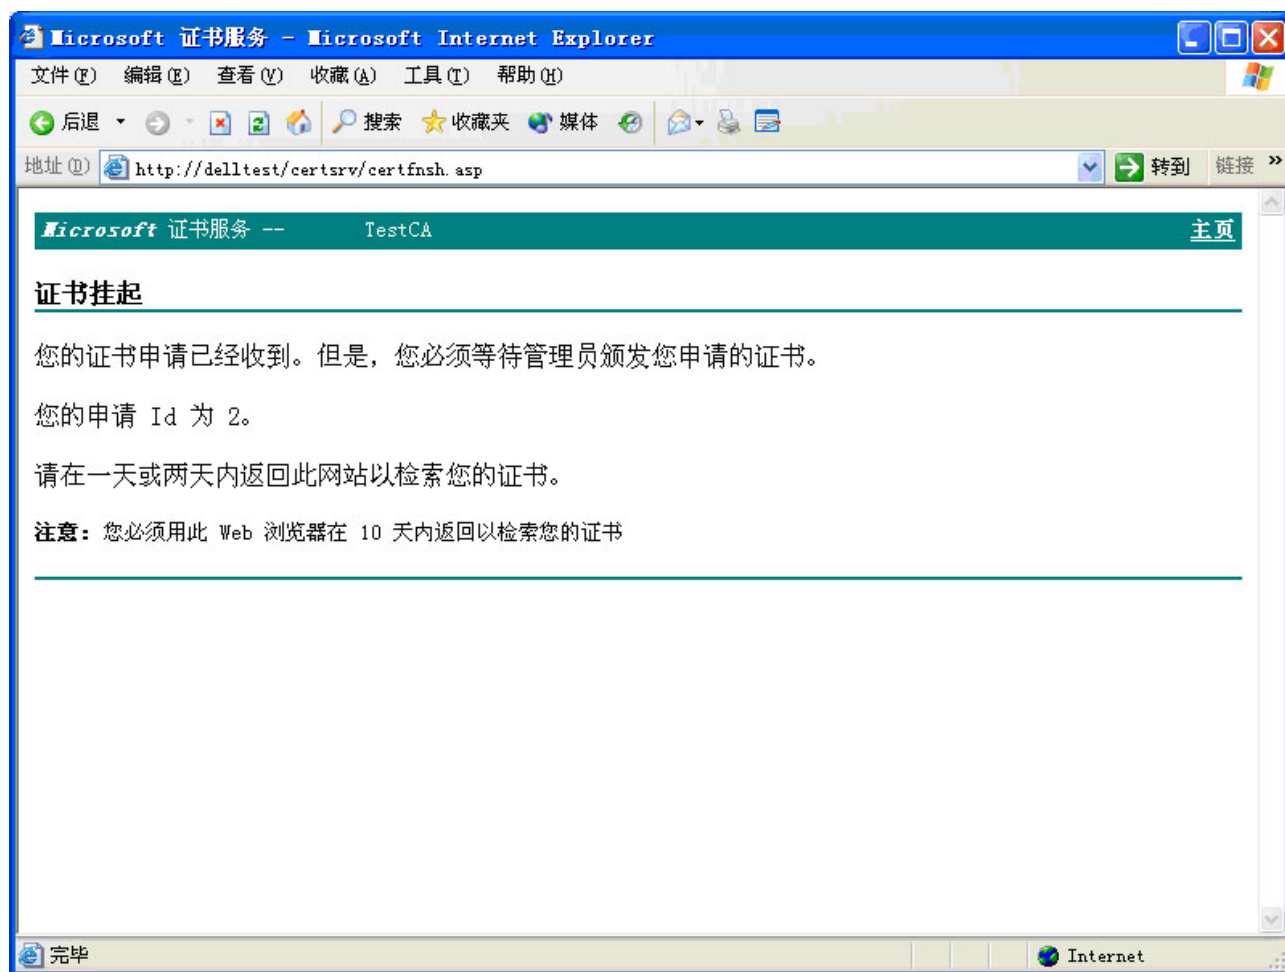 Microsoft 证书服务 - Microsoft Internet Explorer
文件(F) 编辑(E) 查看(V) 收藏(A) 工具(T) 帮助(H)
后退 搜索 收藏夹 媒体
地址(D) http://delltest/certsrv/certfnsh.asp 转到 链接 »
Microsoft 证书服务 -- TestCA 主页
证书挂起
您的证书申请已经收到。但是，您必须等待管理员颁发您申请的证书。
您的申请 Id 为 2。
请在一天或两天内返回此网站以检索您的证书。
注意: 您必须用此 Web 浏览器在 10 天内返回以检索您的证书
完毕 Internet